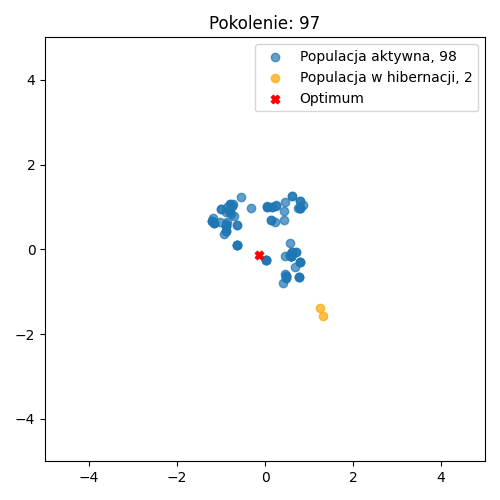 Pokolenie: 97
Populacja aktywna, 98
Populacja w hibernacji, 2
Optimum
4
2
0
−2
−4
−4
−2
0
2
4